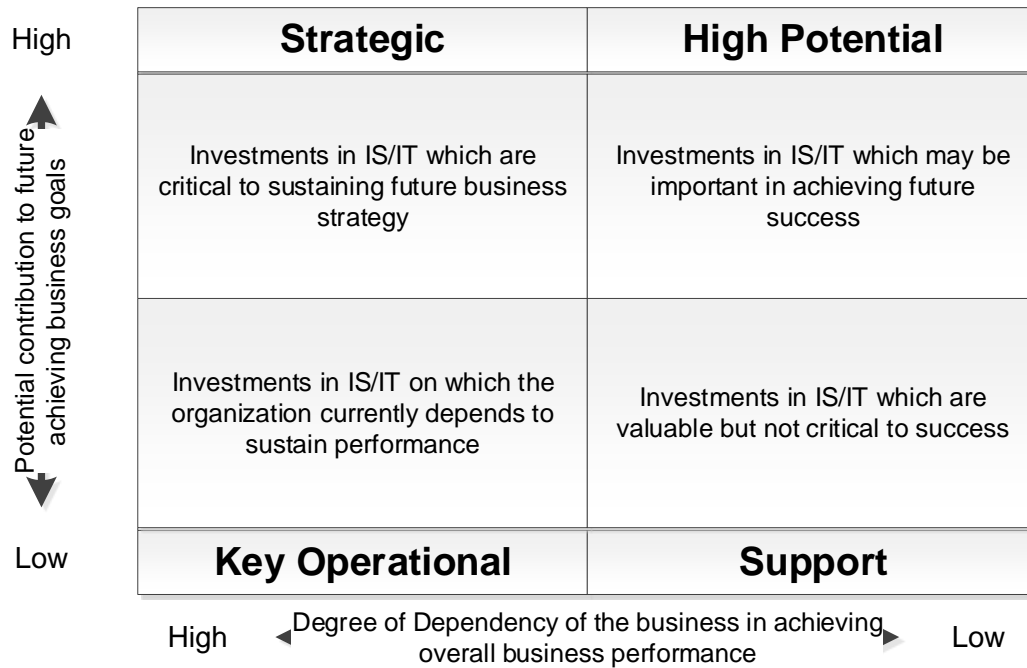 High
Strategic
High Potential
Potential contribution to future
achieving business goals
Investments in IS/IT which are
critical to sustaining future business
strategy
Investments in IS/IT which may be
important in achieving future
success
Investments in IS/IT on which the
organization currently depends to
sustain performance
Investments in IS/IT which are
valuable but not critical to success
Low
Key Operational
Support
High
Degree of Dependency of the business in achieving
overall business performance
Low